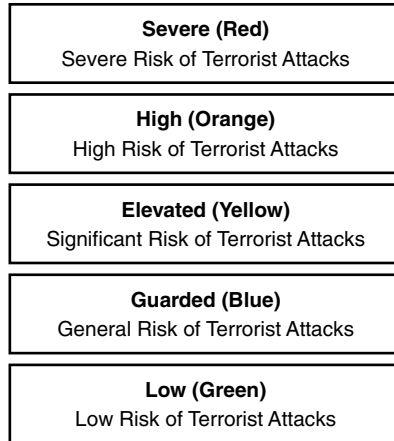 Severe (Red)
Severe Risk of Terrorist Attacks
High (Orange)
High Risk of Terrorist Attacks
Elevated (Yellow)
Significant Risk of Terrorist Attacks
Guarded (Blue)
General Risk of Terrorist Attacks
Low (Green)
Low Risk of Terrorist Attacks